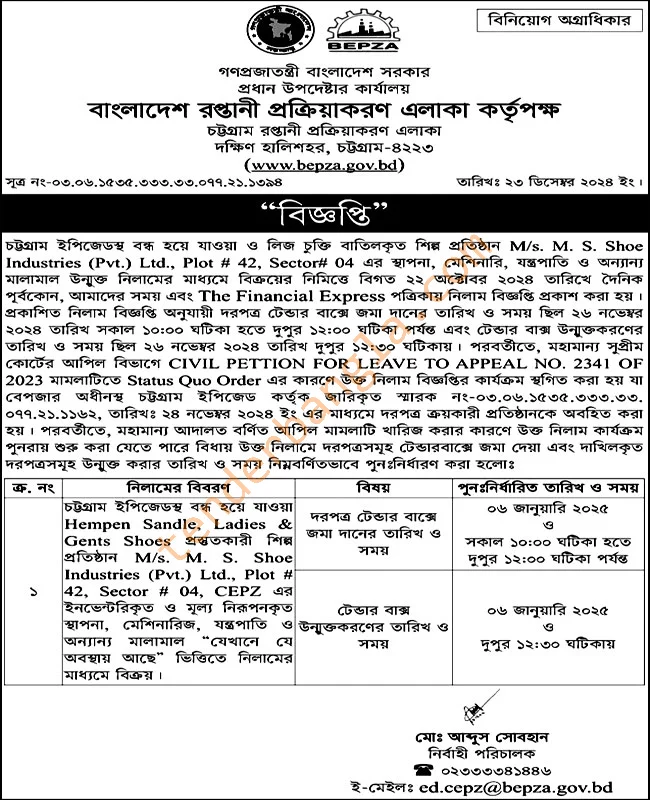 বিনিয়োগ অগ্রাধিকার
BEPZA
গণপ্রজাতন্ত্রী বাংলাদেশ সরকার
প্রধান উপদেষ্টার কার্যালয়
বাংলাদেশ রপ্তানী প্রক্রিয়াকরণ এলাকা কর্তৃপক্ষ
চট্টগ্রাম রপ্তানী প্রক্রিয়াকরণ এলাকা
দক্ষিণ হালিশহর, চট্টগ্রাম-৪২২৩
(www.bepza.gov.bd)
সূত্র নং-০৩.০৬.১৫৩৫.৩৩৩.৩৩.০৭৭.২১.১৩৯৪
তারিখঃ ২৩ ডিসেম্বর ২০২৪ ইং।
“বিজ্ঞপ্তি”
চট্টগ্রাম ইপিজেডস্থ বন্ধ হয়ে যাওয়া ও লিজ চুক্তি বাতিলকৃত শিল্প প্রতিষ্ঠান M/s. M. S. Shoe
Industries (Pvt.) Ltd., Plot # 42, Sector# 04 এর স্থাপনা, মেশিনারি, যন্ত্রপাতি ও অন্যান্য
মালামাল উন্মুক্ত নিলামের মাধ্যমে বিক্রয়ের নিমিত্তে বিগত ২২ অক্টোবর ২০২৪ তারিখে দৈনিক
পূর্বকোন, আমাদের সময় এবং The Financial Express পত্রিকায় নিলাম বিজ্ঞপ্তি প্রকাশ করা হয়।
প্রকাশিত নিলাম বিজ্ঞপ্তি অনুযায়ী দরপত্র টেন্ডার বাক্সে জমা দানের তারিখ ও সময় ছিল ২৬ নভেম্বর
২০২৪ তারিখ সকাল ১০:০০ ঘটিকা হতে দুপুর ১২:০০ ঘটিকা পর্যন্ত এবং টেন্ডার বাক্স উন্মুক্তকরণের
তারিখ ও সময় ছিল ২৬ নভেম্বর ২০২৪ তারিখ দুপুর ১২:৩০ ঘটিকায়। পরবর্তীতে, মহামান্য সুপ্রীম
কোর্টের আপিল বিভাগে CIVIL PETTION FOR LEAVE TO APPEAL NO. 2341 OF
2023 মামলাটিতে Status Quo Order এর কারণে উক্ত নিলাম বিজ্ঞপ্তির কার্যক্রম স্থগিত করা হয় যা
বেপজার অধীনস্থ চট্টগ্রাম ইপিজেড কর্তৃক জারিকৃত স্মারক নং-০৩.০৬.১৫৩৫.৩৩৩.৩৩.
০৭৭.২১.১১৬২, তারিখঃ ২৪ নভেম্বর ২০২৪ ইং এর মাধ্যমে দরপত্র ক্রয়কারী প্রতিষ্ঠানকে অবহিত করা
হয়। পরবর্তীতে, মহামান্য আদালত বর্ণিত আপিল মামলাটি খারিজ করার কারণে উক্ত নিলাম কার্যক্রম
পুনরায় শুরু করা যেতে পারে বিধায় উক্ত নিলামে দরপত্রসমূহ টেন্ডারবাক্সে জমা দেয়া এবং দাখিলকৃত
দরপত্রসমূহ উন্মুক্ত করার তারিখ ও সময় নিম্নবর্ণিতভাবে পুনঃনির্ধারণ করা হলোঃ
ক্র. নং
নিলামের বিবরণ
বিষয়
পুনঃনির্ধারিত তারিখ ও সময়
১
চট্টগ্রাম ইপিজেডস্থ বন্ধ হয়ে যাওয়া
Hempen Sandle, Ladies &
Gents Shoes প্রস্তুতকারী শিল্প
প্রতিষ্ঠান M/s. M. S. Shoe
Industries (Pvt.) Ltd., Plot #
42, Sector # 04, CEPZ এর
ইনভেন্টরিকৃত ও মূল্য নিরূপনকৃত
স্থাপনা, মেশিনারিজ, যন্ত্রপাতি ও
অন্যান্য মালামাল “যেখানে যে
অবস্থায় আছে” ভিত্তিতে নিলামের
মাধ্যমে বিক্রয়।
দরপত্র টেন্ডার বাক্সে
জমা দানের তারিখ ও
সময়
০৬ জানুয়ারি ২০২৫
ও
সকাল ১০:০০ ঘটিকা হতে
দুপুর ১২:০০ ঘটিকা পর্যন্ত
টেন্ডার বাক্স
উন্মুক্তকরণের তারিখ ও
সময়
০৬ জানুয়ারি ২০২৫
ও
দুপুর ১২:৩০ ঘটিকায়
মোঃ আব্দুস সোবহান
নির্বাহী পরিচালক
☎ ০২৩৩৩৩৪১৪৪৬
ই-মেইলঃ ed.cepz@bepza.gov.bd
tenderbangla.com